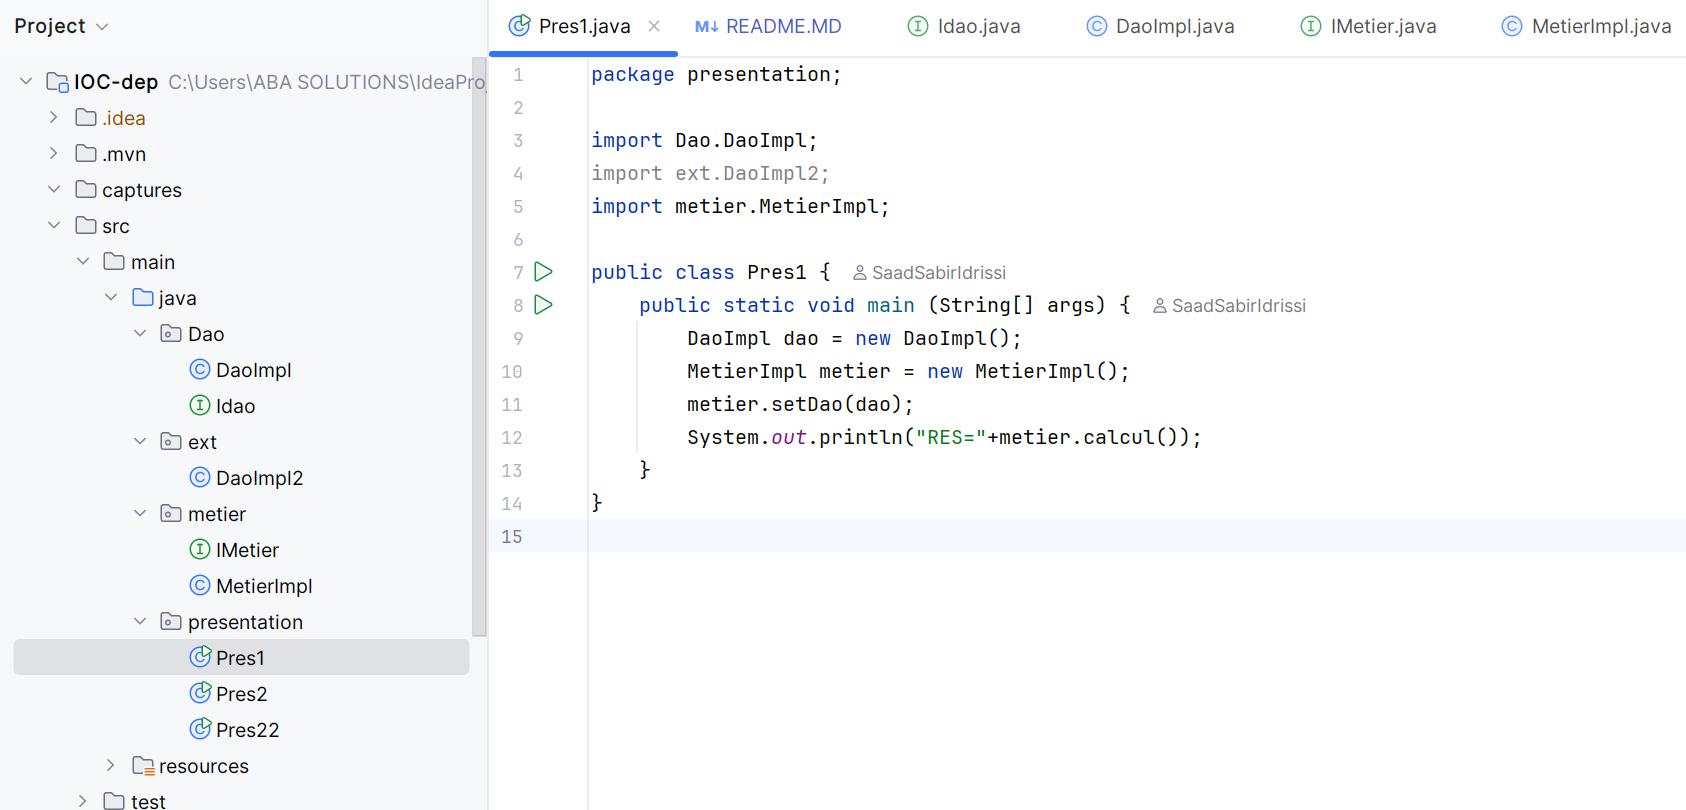 Project
Pres1.java
M↓ README.MD
I Idao.java
C DaoImpl.java
I IMetier.java
C MetierImpl.java
IOC-dep C:\Users\ABA SOLUTIONS\IdeaPro
.idea
.mvn
captures
src
main
java
Dao
C DaoImpl
I Idao
ext
C DaoImpl2
metier
I IMetier
C MetierImpl
presentation
C Pres1
C Pres2
C Pres22
resources
test
1 package presentation;
2
3 import Dao.DaoImpl;
4 import ext.DaoImpl2;
5 import metier.MetierImpl;
6
7 public class Pres1 { SaadSabirIdrissi
8 public static void main (String[] args) { SaadSabirIdrissi
9 DaoImpl dao = new DaoImpl();
10 MetierImpl metier = new MetierImpl();
11 metier.setDao(dao);
12 System.out.println("RES="+metier.calcul());
13 }
14 }
15